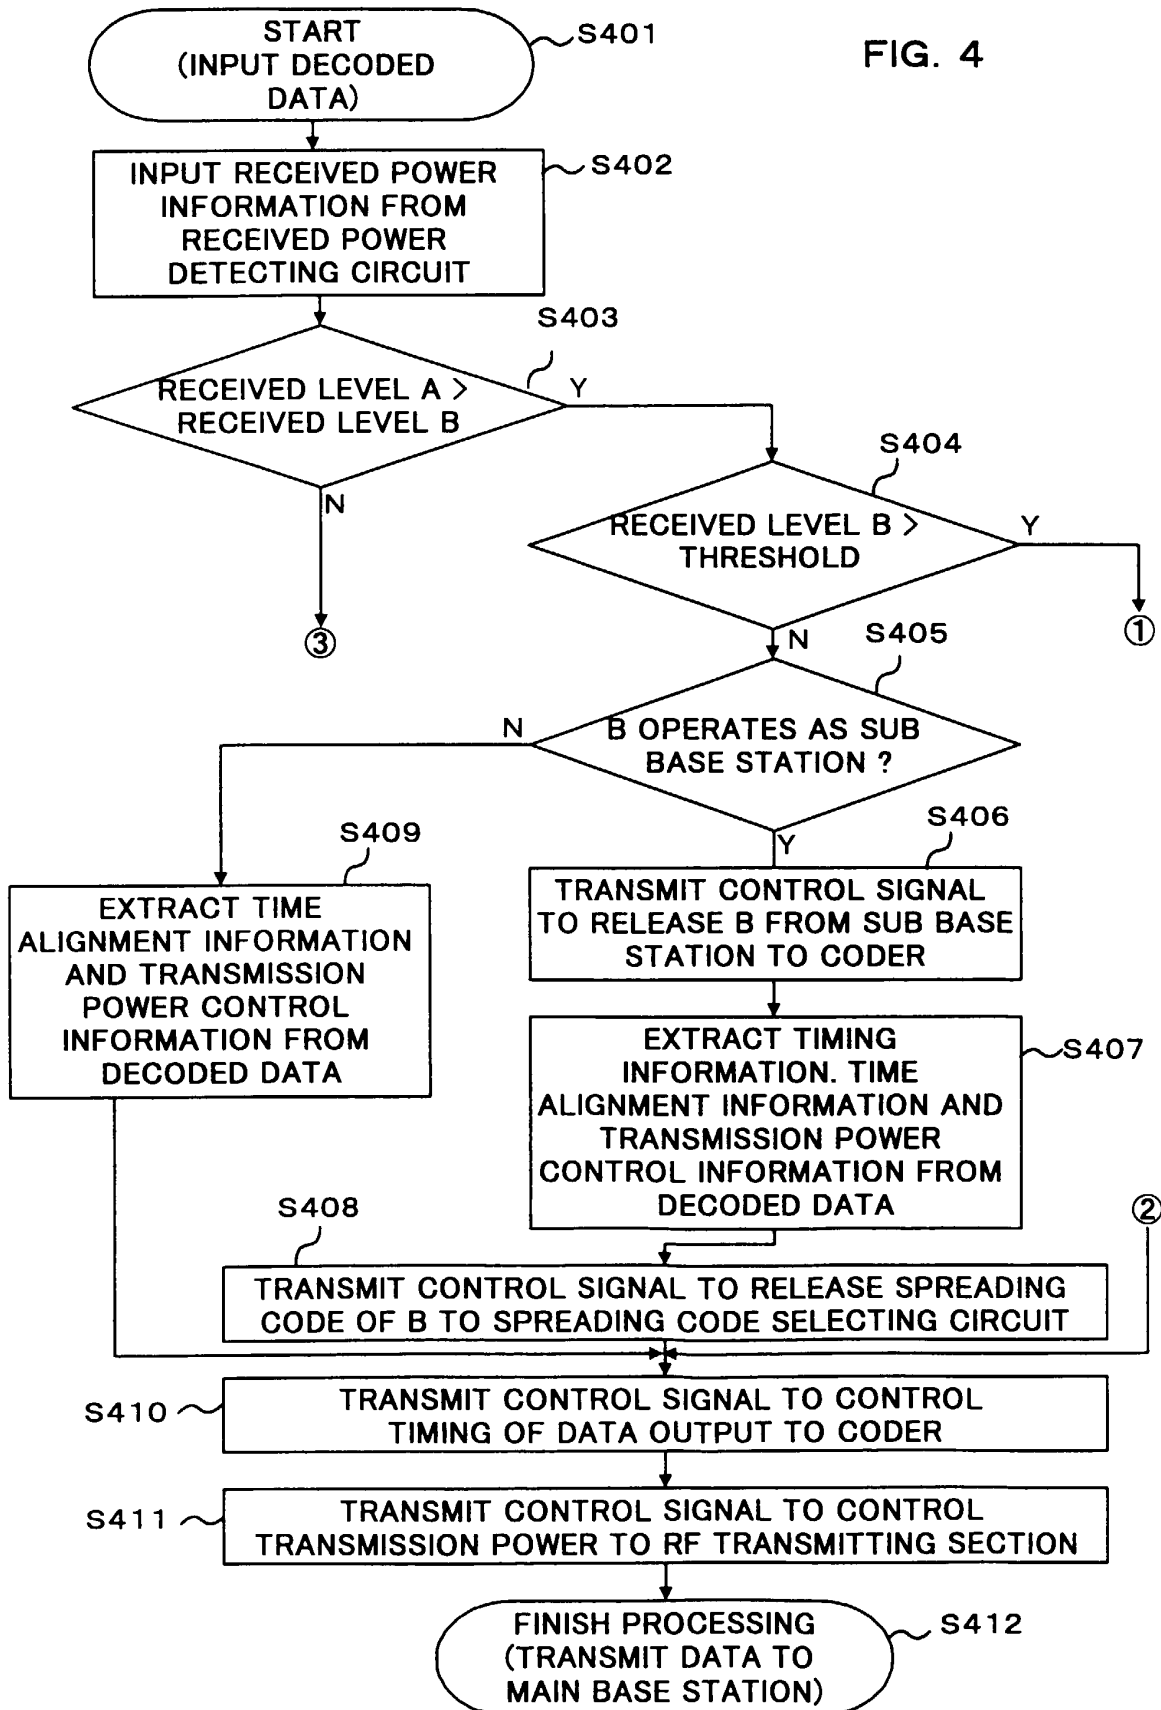 START
(INPUT DECODED
DATA)
S401
FIG. 4
INPUT RECEIVED POWER
INFORMATION FROM
RECEIVED POWER
DETECTING CIRCUIT
S402
S403
RECEIVED LEVEL A >
RECEIVED LEVEL B
Y
N
S404
RECEIVED LEVEL B >
THRESHOLD
Y
N
③
①
S405
B OPERATES AS SUB
BASE STATION ?
N
Y
S406
TRANSMIT CONTROL SIGNAL
TO RELEASE B FROM SUB BASE
STATION TO CODER
S409
EXTRACT TIME
ALIGNMENT INFORMATION
AND TRANSMISSION
POWER CONTROL
INFORMATION FROM
DECODED DATA
EXTRACT TIMING
INFORMATION. TIME
ALIGNMENT INFORMATION AND
TRANSMISSION POWER
CONTROL INFORMATION FROM
DECODED DATA
S407
②
S408
TRANSMIT CONTROL SIGNAL TO RELEASE SPREADING
CODE OF B TO SPREADING CODE SELECTING CIRCUIT
S410
TRANSMIT CONTROL SIGNAL TO CONTROL
TIMING OF DATA OUTPUT TO CODER
S411
TRANSMIT CONTROL SIGNAL TO CONTROL
TRANSMISSION POWER TO RF TRANSMITTING SECTION
FINISH PROCESSING
(TRANSMIT DATA TO
MAIN BASE STATION)
S412